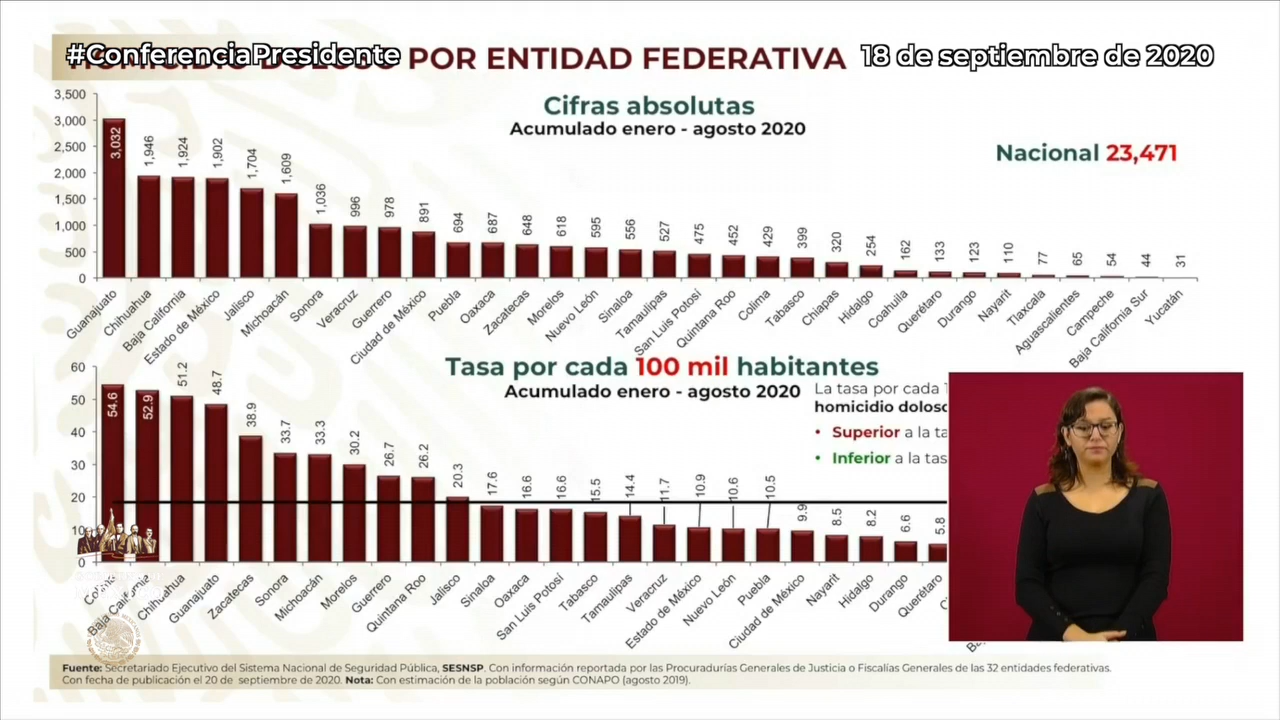 #ConferenciaPresidente POR ENTIDAD FEDERATIVA 18 de septiembre de 2020
Cifras absolutas
Acumulado enero - agosto 2020
Nacional 23,471
3,500
3,000
2,500
2,000
1,500
1,000
500
0
3,032 1,946 1,924 1,902 1,704 1,609 1,036 996 978 891 694 687 648 618 595 556 527 475 452 429 399 320 254 162 133 123 110 77 65 54 44 31
Guanajuato Chihuahua Baja California Estado de México Jalisco Michoacán Sonora Veracruz Guerrero Ciudad de México Puebla Oaxaca Zacatecas Morelos Nuevo León Sinaloa Tamaulipas San Luis Potosí Quintana Roo Colima Tabasco Chiapas Hidalgo Coahuila Querétaro Durango Nayarit Tlaxcala Aguascalientes Campeche Baja California Sur Yucatán
Tasa por cada 100 mil habitantes
Acumulado enero - agosto 2020
La tasa por cada
homicidio doloso
• Superior a la ta
• Inferior a la tas
60
50
40
30
20
10
0
54.6 52.9 51.2 48.7 38.9 33.7 33.3 30.2 26.7 26.2 20.3 17.6 16.6 16.6 15.5 14.4 11.7 10.9 10.6 10.5 9.9 8.5 8.2 6.6 5.8
Colima Baja California Chihuahua Guanajuato Zacatecas Sonora Michoacán Morelos Guerrero Quintana Roo Jalisco Sinaloa Oaxaca San Luis Potosí Tabasco Tamaulipas Veracruz Estado de México Nuevo León Puebla Ciudad de México Nayarit Hidalgo Durango Querétaro
Fuente: Secretariado Ejecutivo del Sistema Nacional de Seguridad Pública, SESNSP. Con información reportada por las Procuradurías Generales de Justicia o Fiscalías Generales de las 32 entidades federativas.
Con fecha de publicación el 20 de septiembre de 2020. Nota: Con estimación de la población según CONAPO (agosto 2019).